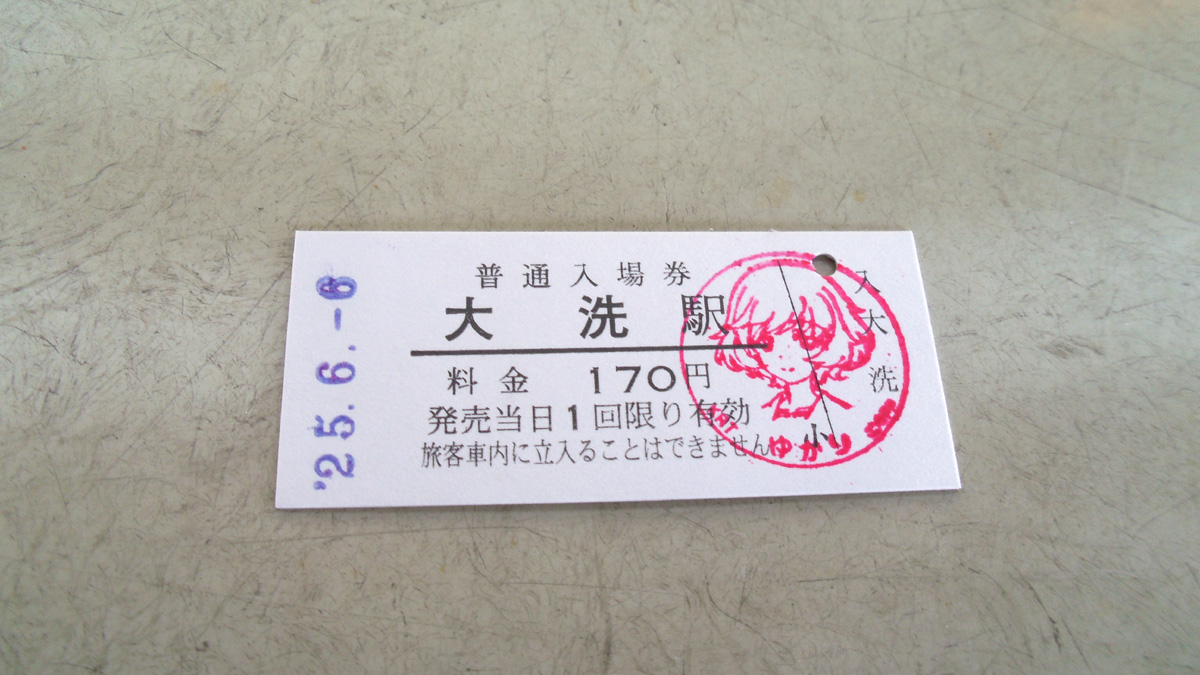 普通入場券
大洗駅
料金 170円
発売当日1回限り有効
旅客車内に立入ることはできません
'25.6.-6
入
大
洗
小
ゆかり